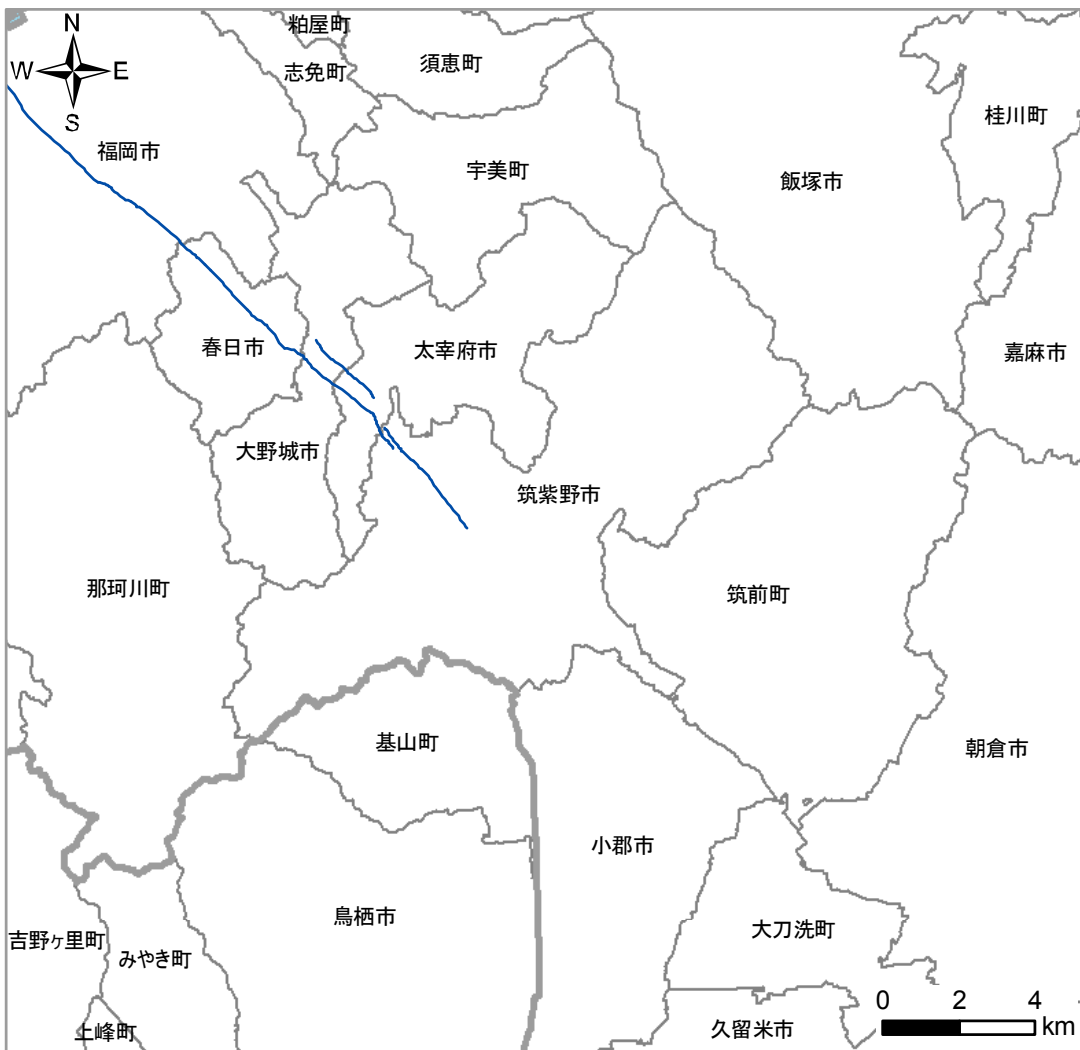 粕屋町
N
須恵町
W
E
志免町
桂川町
S
福岡市
宇美町
飯塚市
春日市
太宰府市
嘉麻市
大野城市
筑紫野市
那珂川町
筑前町
基山町
朝倉市
小郡市
鳥栖市
大刀洗町
吉野ヶ里町
みやき町
0 2 4
km
上峰町
久留米市